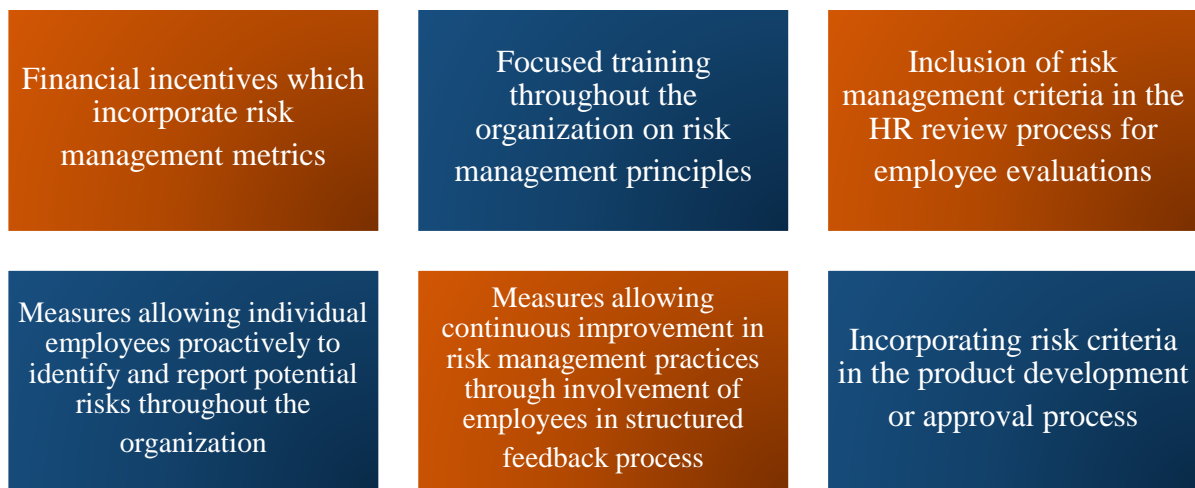 Financial incentives which
incorporate risk
management metrics
Focused training
throughout the
organization on risk
management principles
Inclusion of risk
management criteria in the
HR review process for
employee evaluations
Measures allowing individual
employees proactively to
identify and report potential
risks throughout the
organization
Measures allowing
continuous improvement in
risk management practices
through involvement of
employees in structured
feedback process
Incorporating risk criteria
in the product development
or approval process